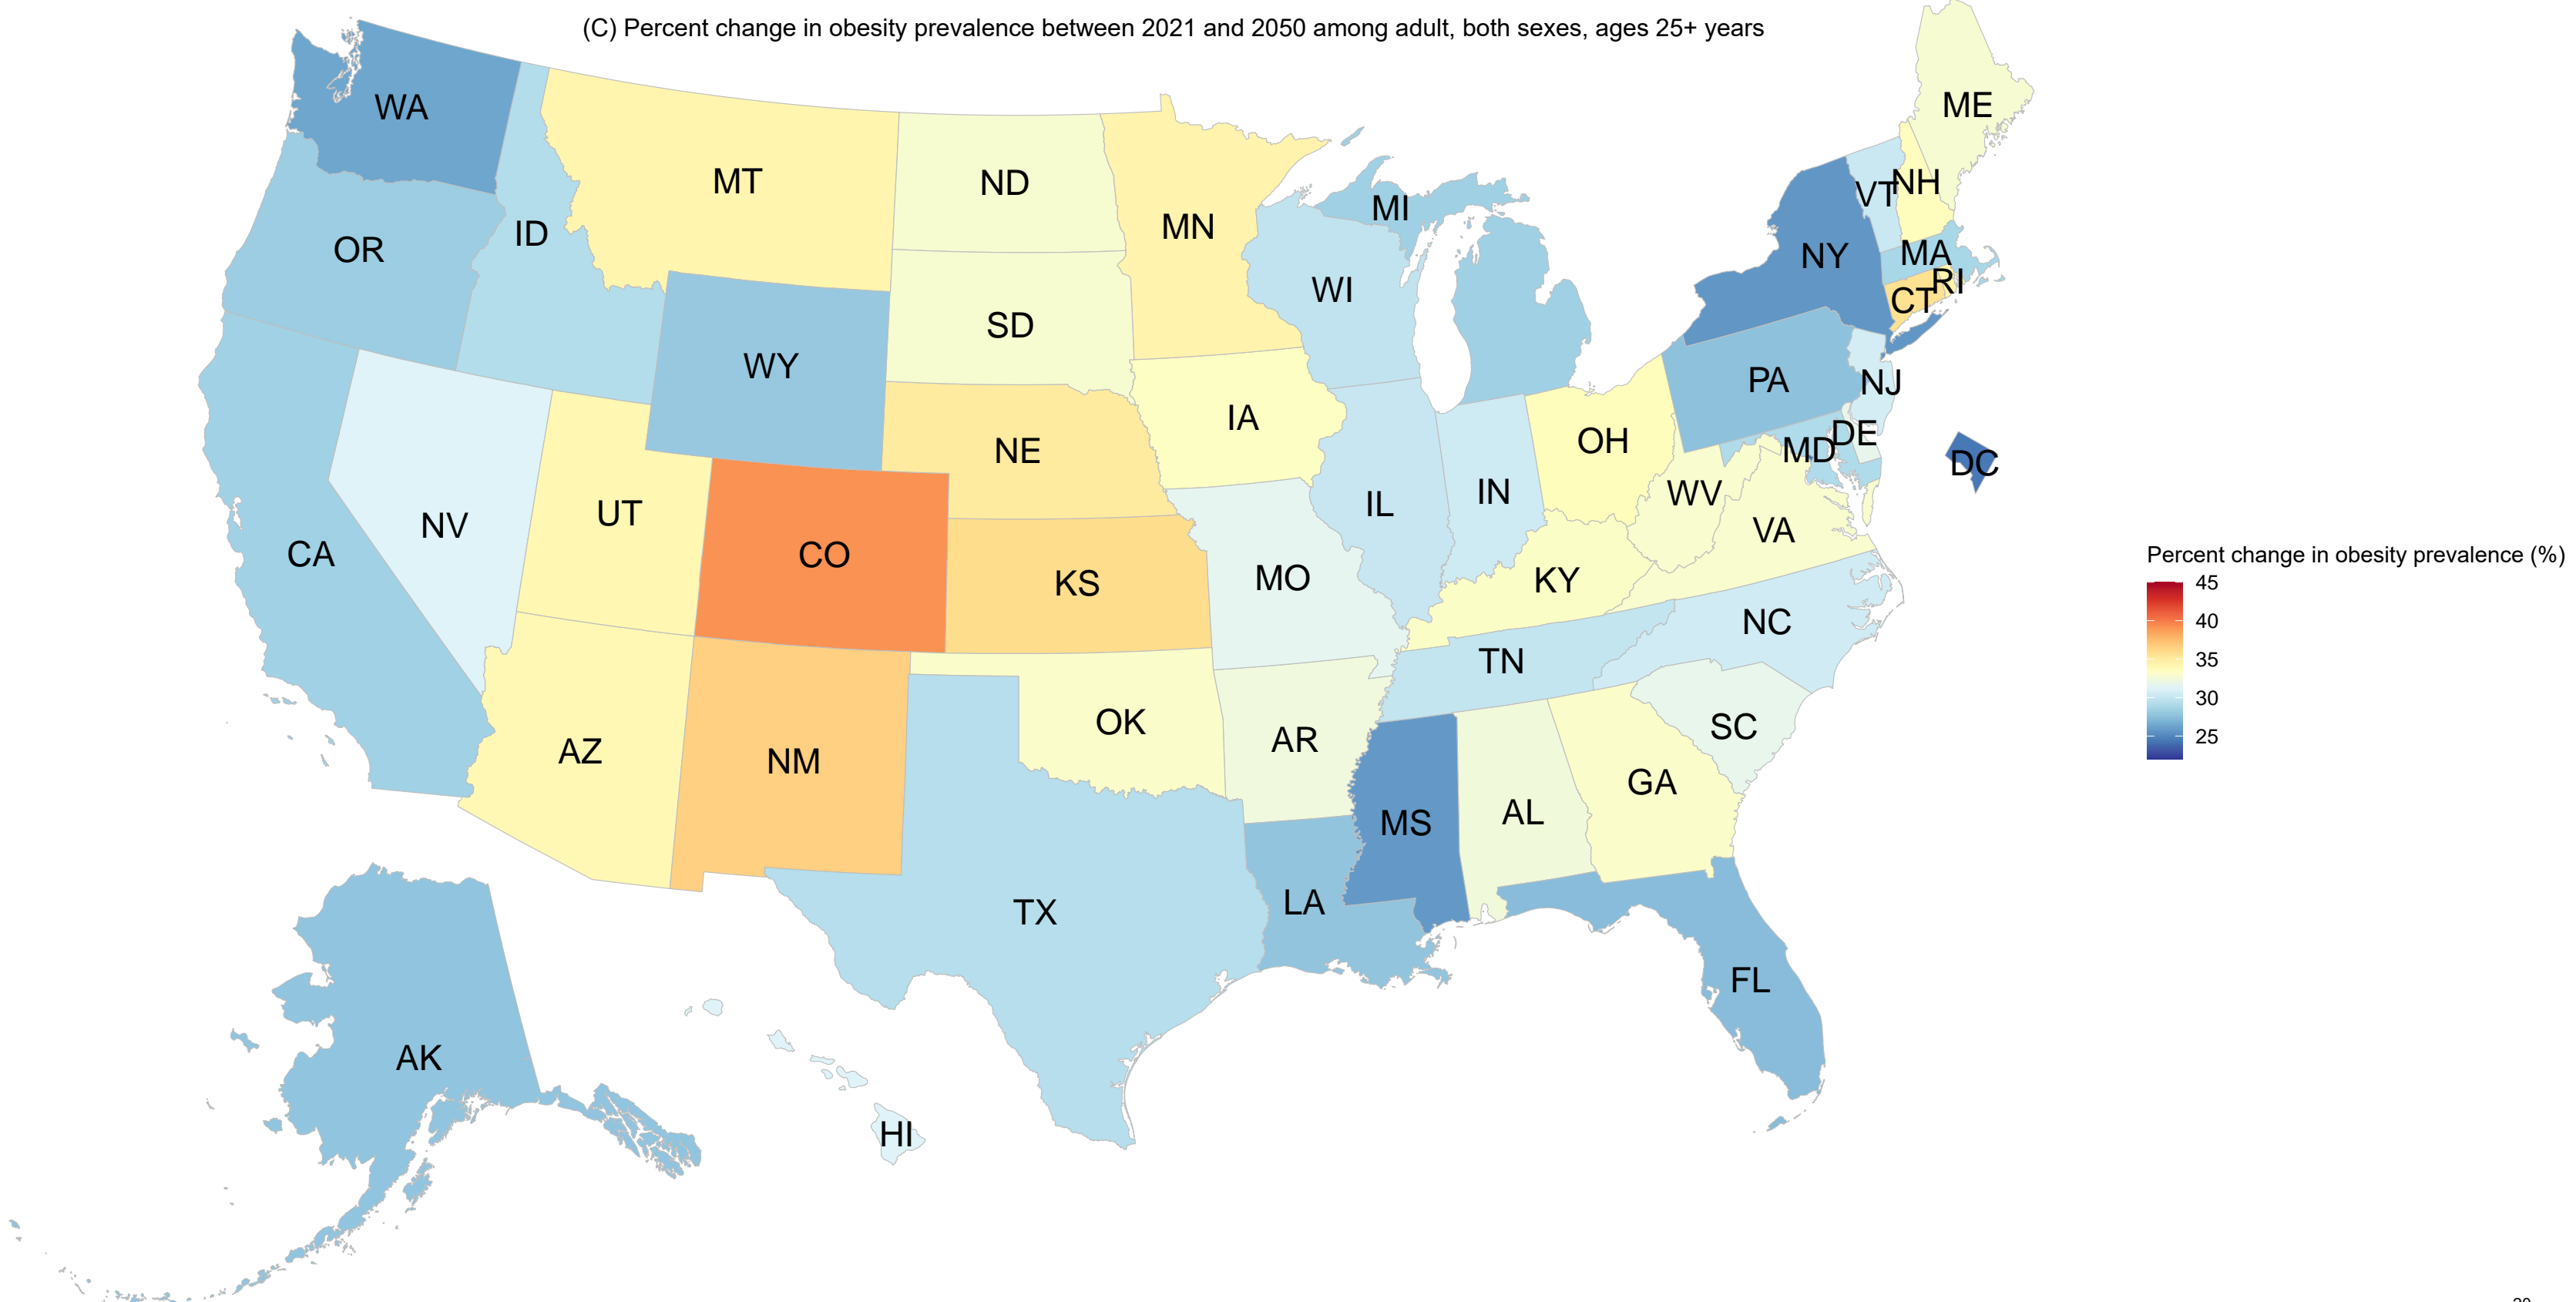 (C) Percent change in obesity prevalence between 2021 and 2050 among adult, both sexes, ages 25+ years
WA
ME
MT
ND
NH
VT
MI
MN
OR
ID
NY
MA
RI
WI
CT
SD
WY
PA
NJ
IA
OH
DE
NE
MD
DC
IN
WV
IL
UT
NV
VA
CA
CO
KS
MO
KY
NC
TN
OK
SC
AR
AZ
NM
GA
AL
MS
LA
TX
FL
AK
HI
Percent change in obesity prevalence (%)
45
40
35
30
25